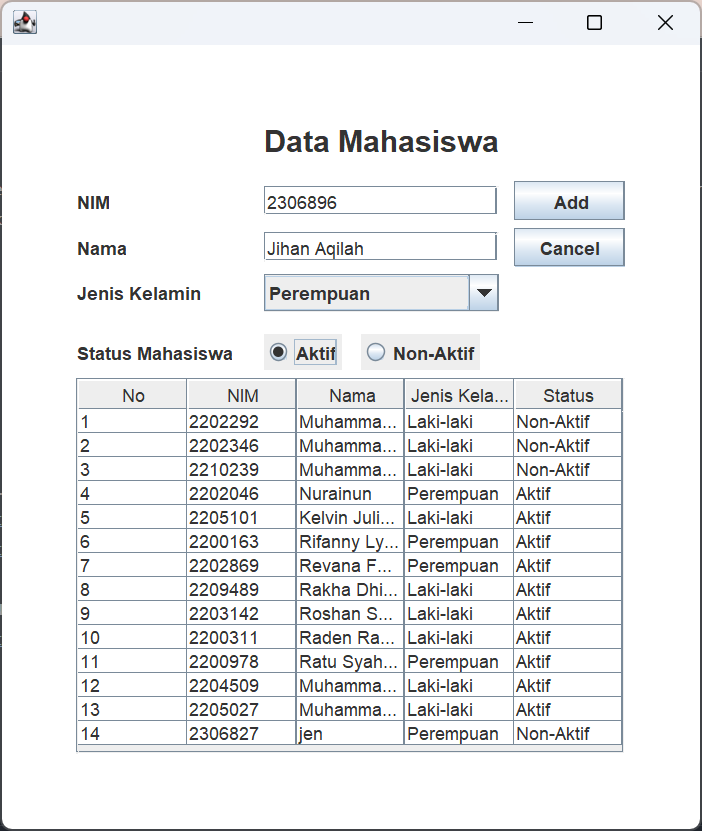 Data Mahasiswa
NIM 2306896 Add
Nama Jihan Aqilah Cancel
Jenis Kelamin Perempuan
Status Mahasiswa Aktif Non-Aktif
No NIM Nama Jenis Kela... Status
1 2202292 Muhamma... Laki-laki Non-Aktif
2 2202346 Muhamma... Laki-laki Non-Aktif
3 2210239 Muhamma... Laki-laki Non-Aktif
4 2202046 Nurainun Perempuan Aktif
5 2205101 Kelvin Juli... Laki-laki Aktif
6 2200163 Rifanny Ly... Perempuan Aktif
7 2202869 Revana F... Perempuan Aktif
8 2209489 Rakha Dhi... Laki-laki Aktif
9 2203142 Roshan S... Laki-laki Aktif
10 2200311 Raden Ra... Laki-laki Aktif
11 2200978 Ratu Syah... Perempuan Aktif
12 2204509 Muhamma... Laki-laki Aktif
13 2205027 Muhamma... Laki-laki Aktif
14 2306827 jen Perempuan Non-Aktif